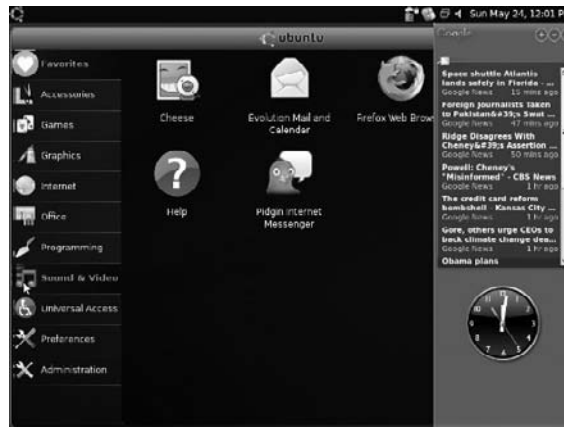 Sun May 24, 12:01 P
ubuntu
Google
Favorites
Accessories
Games
Graphics
Internet
Office
Programming
Sound & Video
Universal Access
Preferences
Administration
Cheese
Evolution Mail and
Calendar
Firefox Web Brow
Help
Pidgin Internet
Messenger
Space shuttle Atlantis
lands safely in Florida - ...
Google News 15 mins ago
Foreign Journalists Taken
to Pakistan&#39;s Swat ...
Google News 47 mins ago
Ridge Disagrees With
Cheney&#39;s Assertion ...
Google News 50 mins ago
Powell: Cheney's
"Misinformed" - CBS News
Google News 1 hr ago
The credit card reform
bombshell - Kansas City ...
Google News 1 hr ago
Gore, others urge CEOs to
back climate change dea...
Google News 1 hr ago
Obama plans